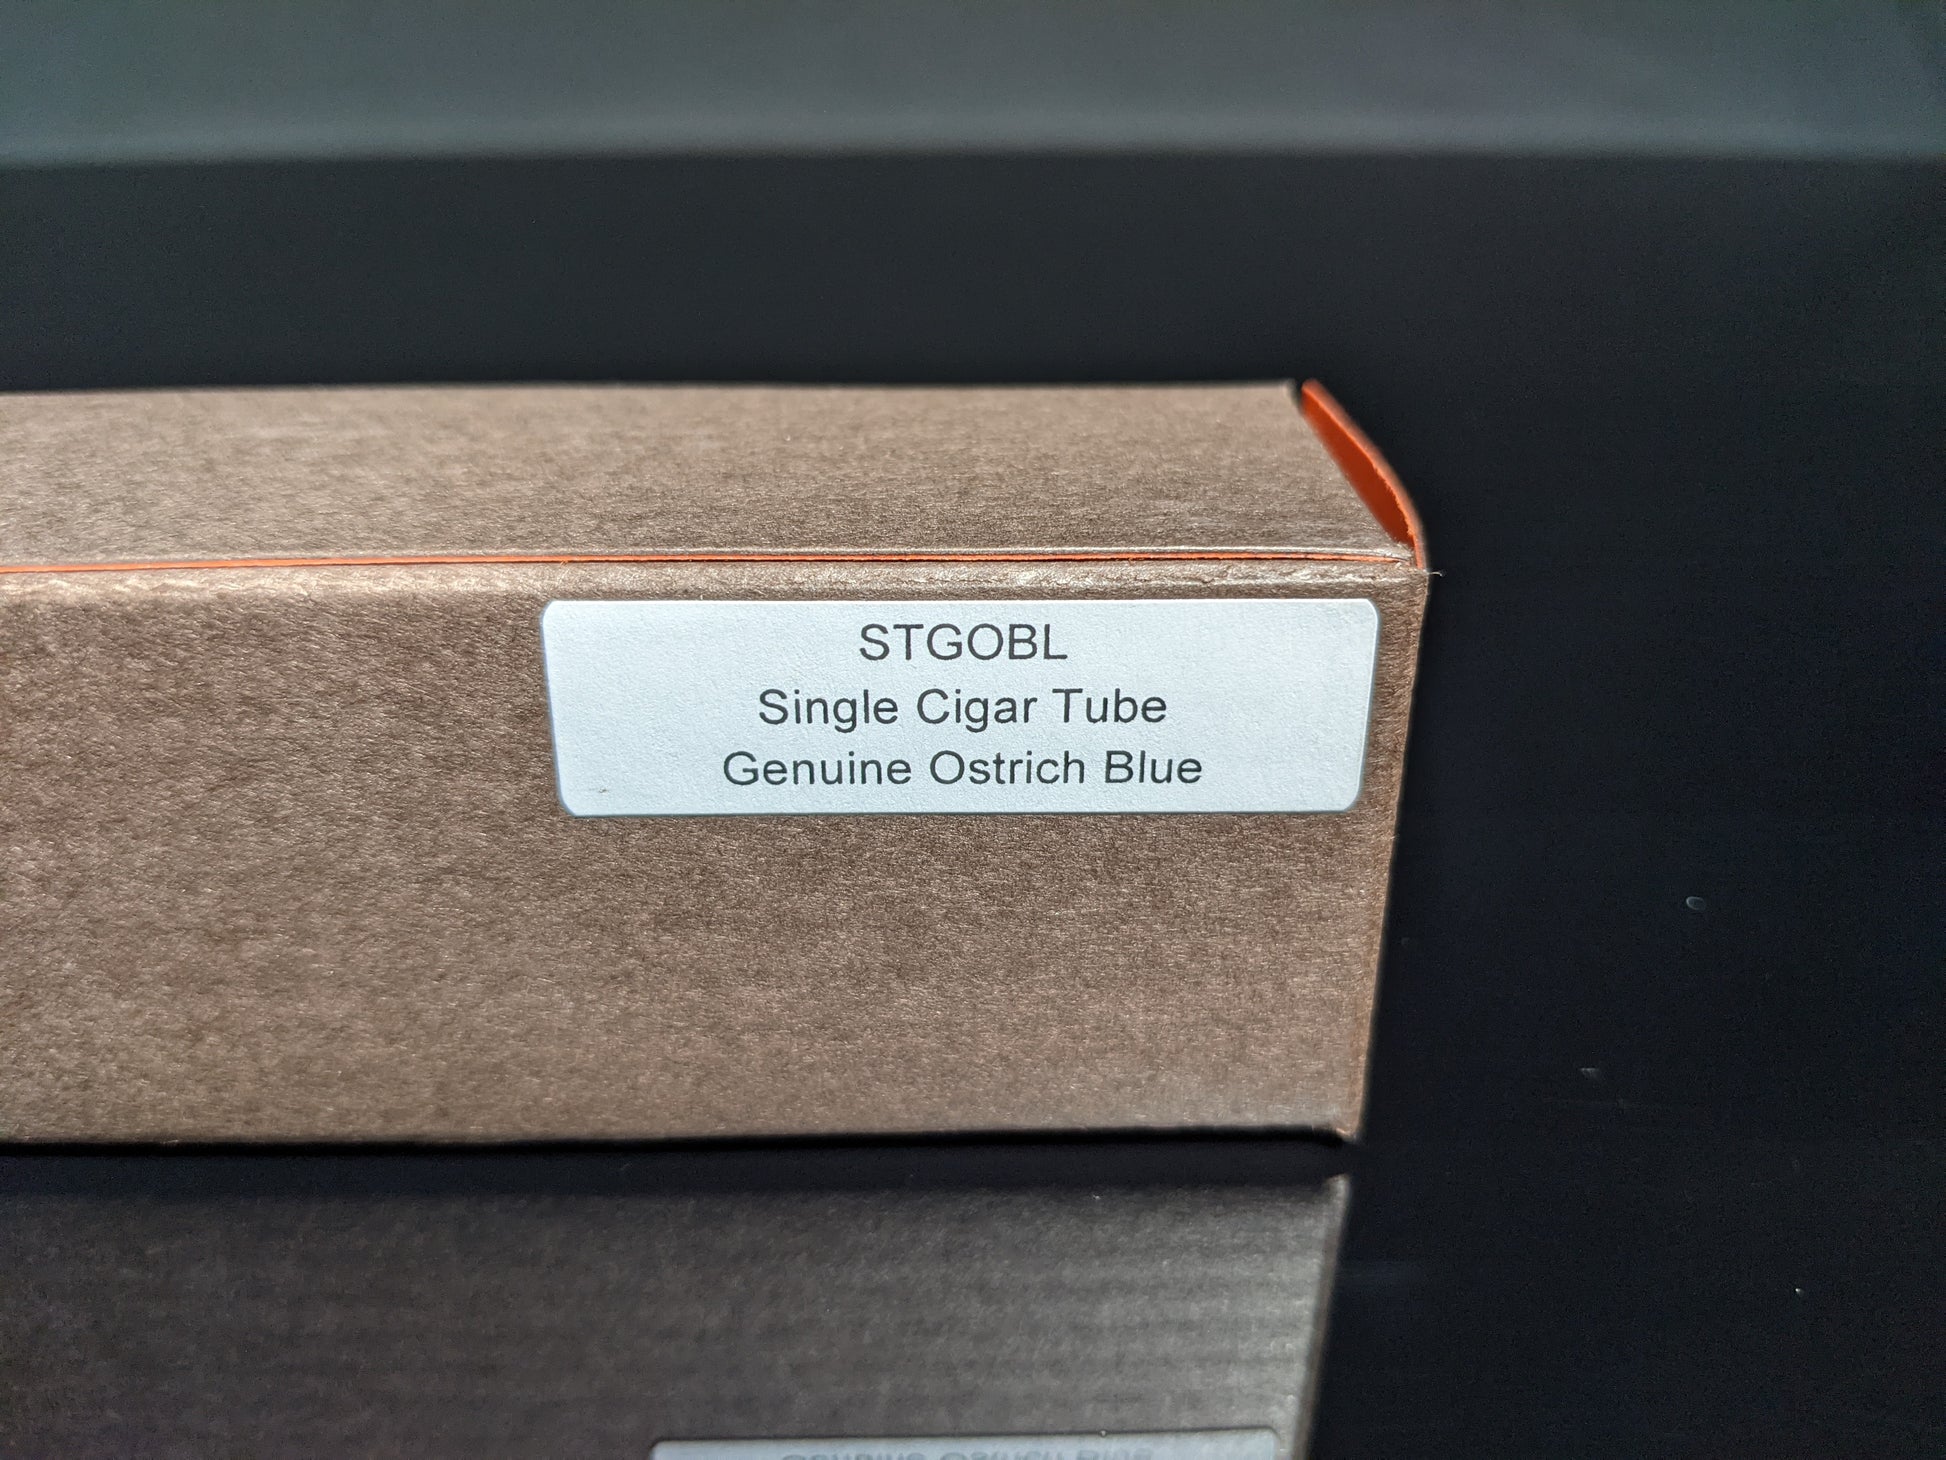 STGOBL
Single Cigar Tube
Genuine Ostrich Blue